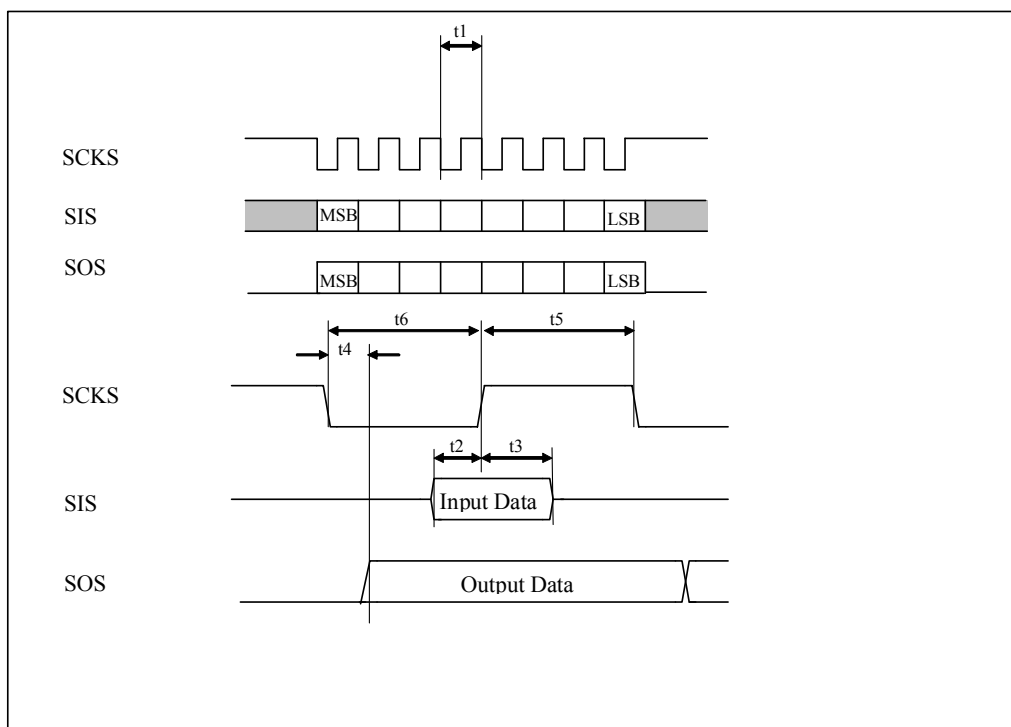 t1
SCKS
SIS MSB LSB
SOS MSB LSB
t6 t5
t4
SCKS
t2 t3
SIS Input Data
SOS Output Data